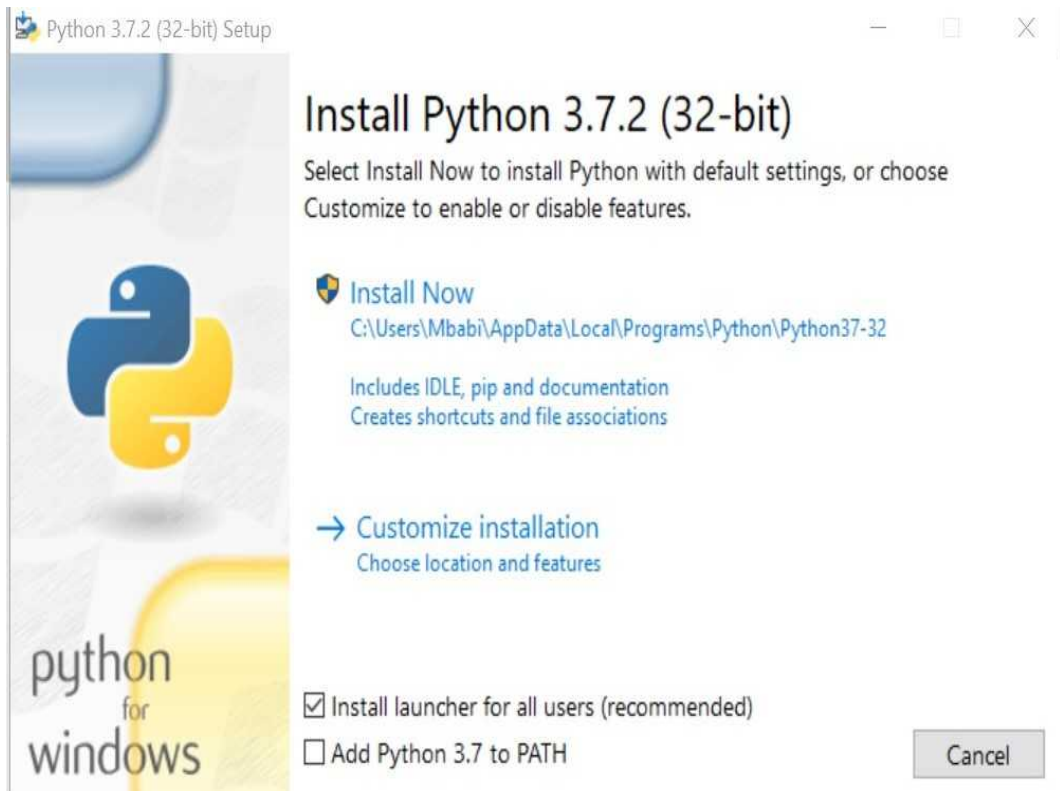 Python 3.7.2 (32-bit) Setup
Install Python 3.7.2 (32-bit)
Select Install Now to install Python with default settings, or choose
Customize to enable or disable features.
Install Now
C:\Users\Mbabi\AppData\Local\Programs\Python\Python37-32
Includes IDLE, pip and documentation
Creates shortcuts and file associations
Customize installation
Choose location and features
python
for
windows
Install launcher for all users (recommended)
Add Python 3.7 to PATH
Cancel